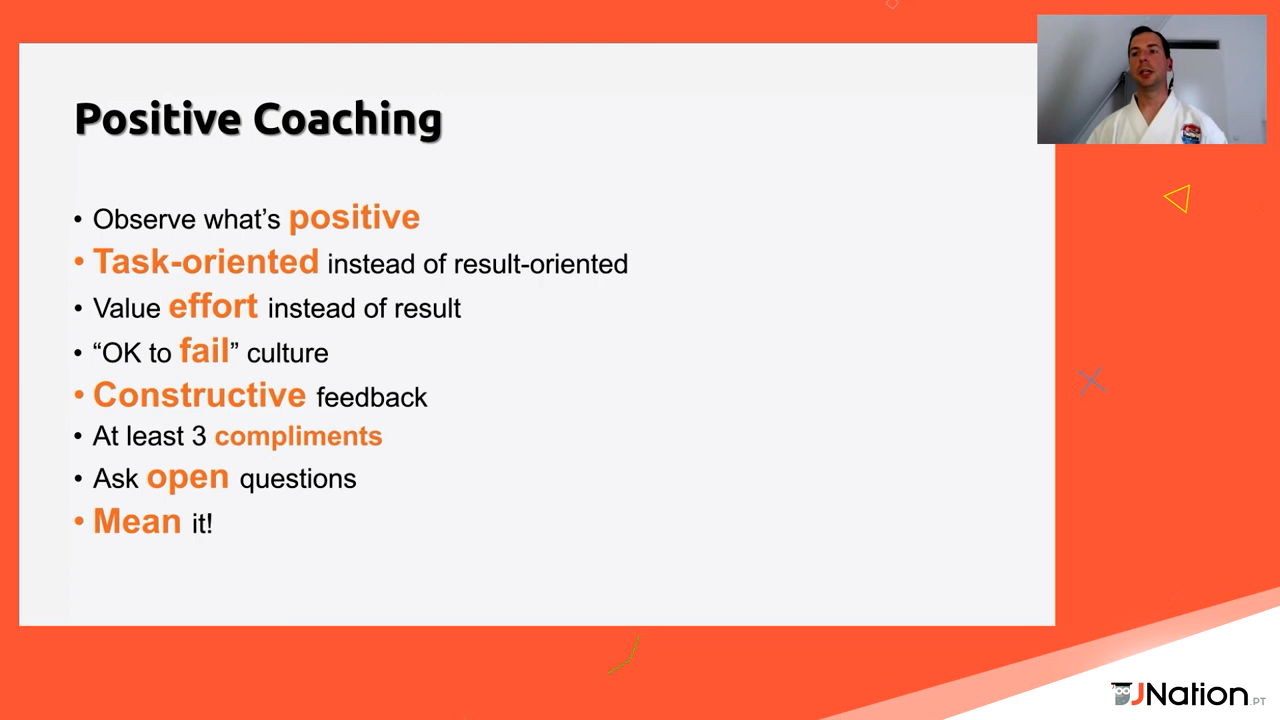 Positive Coaching
• Observe what’s positive
• Task-oriented instead of result-oriented
• Value effort instead of result
• “OK to fail” culture
• Constructive feedback
• At least 3 compliments
• Ask open questions
• Mean it!
JNation.PT